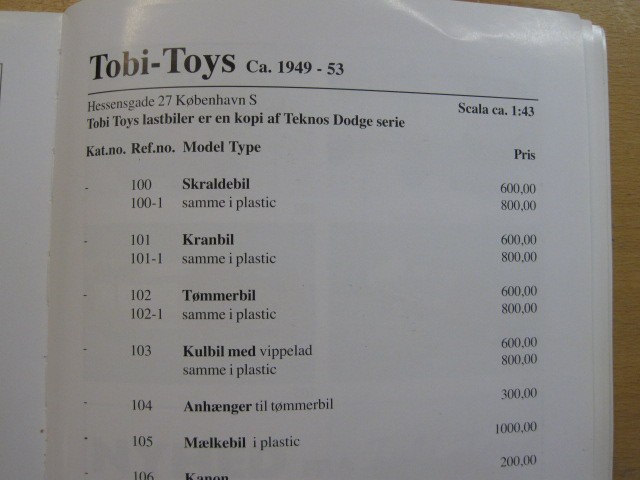 Tobi-Toys Ca. 1949 - 53
Hessensgade 27 København S Scala ca. 1:43
Tobi Toys lastbiler er en kopi af Teknos Dodge serie
Kat.no. Ref.no. Model Type Pris
- 100 Skraldebil 600,00
100-1 samme i plastic 800,00
- 101 Kranbil 600,00
101-1 samme i plastic 800,00
- 102 Tømmerbil 600,00
102-1 samme i plastic 800,00
- 103 Kulbil med vippelad 600,00
samme i plastic 800,00
- 104 Anhænger til tømmerbil 300,00
- 105 Mælkebil i plastic 1000,00
- 106 Kanon 200,00